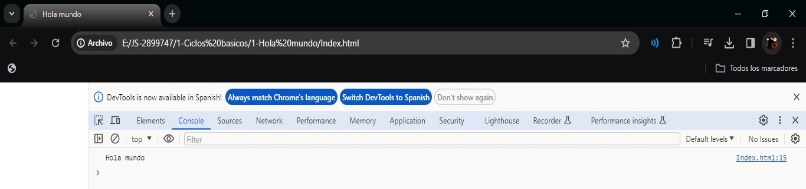 Hola mundo
Archivo E:/JS-2899747/1-Ciclos%20basicos/1-Hola%20mundo/Index.html
Todos los marcadores
DevTools is now available in Spanish! Always match Chrome's language Switch DevTools to Spanish Don't show again
Elements Console Sources Network Performance Memory Application Security Lighthouse Recorder Performance insights
top Filter Default levels No Issues
Hola mundo Index.html:15